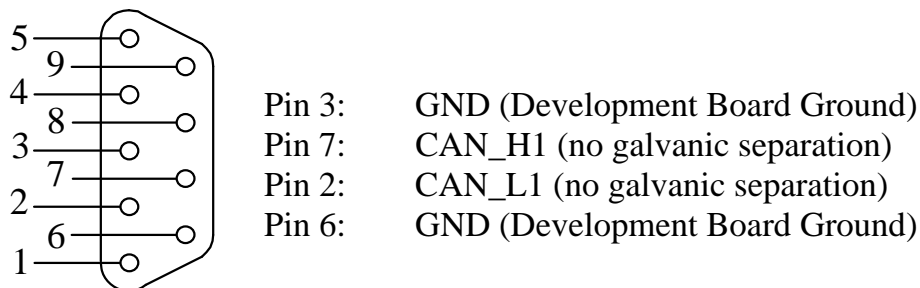 5
9
4
8
3
7
2
6
1
Pin 3: GND (Development Board Ground)
Pin 7: CAN_H1 (no galvanic separation)
Pin 2: CAN_L1 (no galvanic separation)
Pin 6: GND (Development Board Ground)